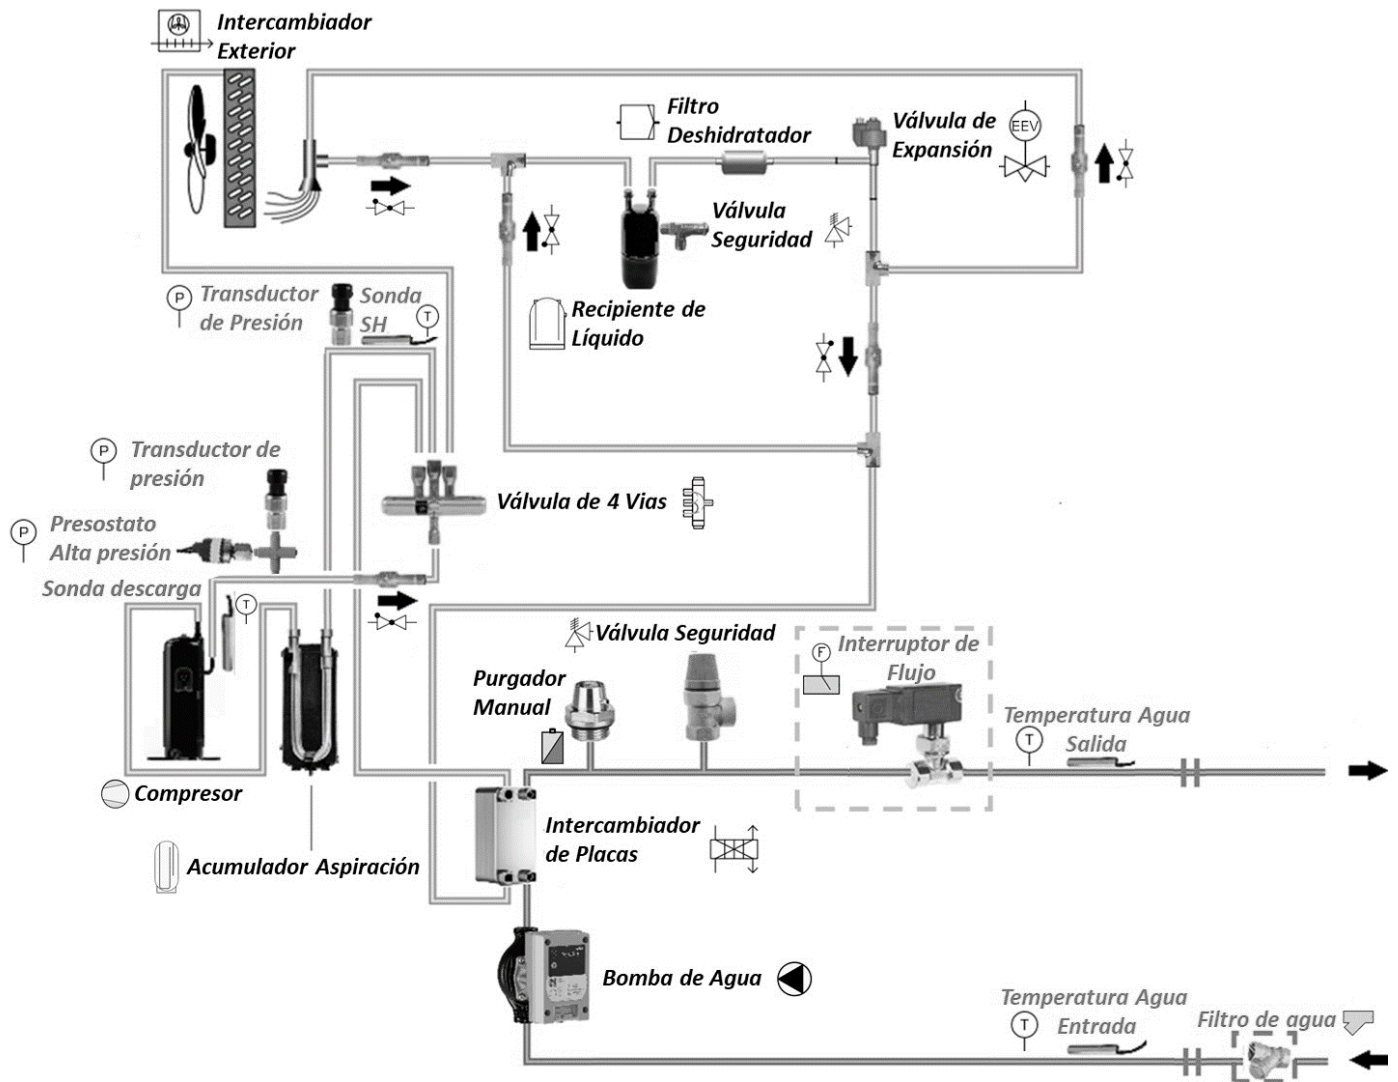 Intercambiador
Exterior
Filtro
Deshidratador
Válvula de
Expansión
EEV
Válvula
Seguridad
P
Transductor
de Presión
Sonda
SH
T
Recipiente de
Líquido
P
Transductor de
presión
Válvula de 4 Vias
P
Presostato
Alta presión
Sonda descarga
T
Válvula Seguridad
F
Interruptor de
Flujo
Purgador
Manual
Temperatura Agua
Salida
T
Compresor
Intercambiador
de Placas
Acumulador Aspiración
Bomba de Agua
Temperatura Agua
Entrada
T
Filtro de agua